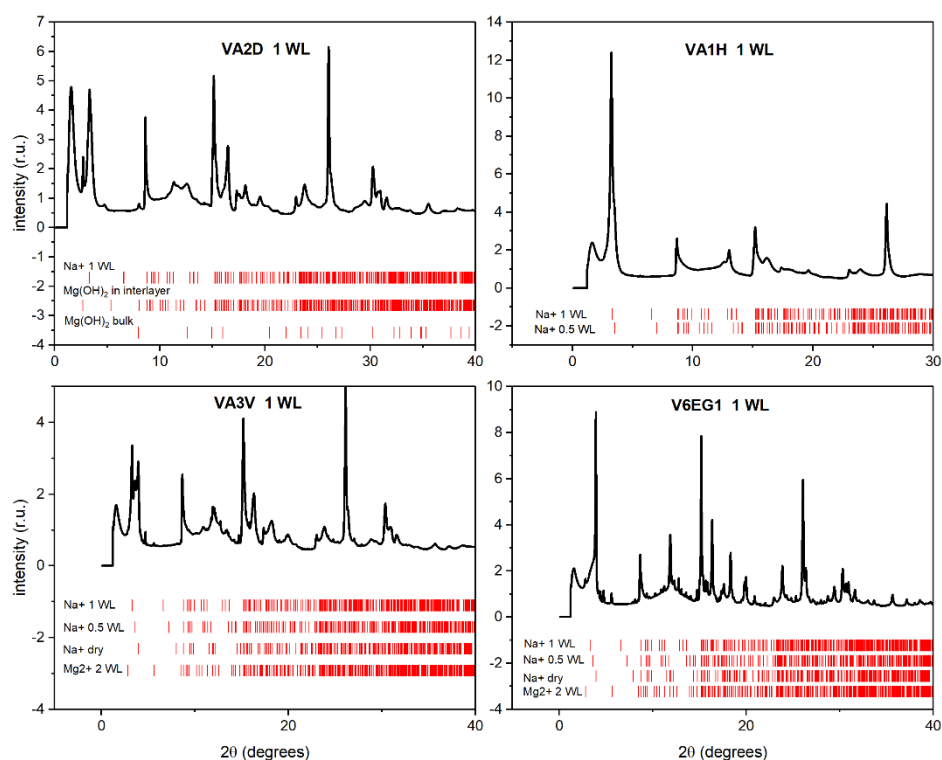 VA2D 1 WL
intensity (r.u.)
7
6
5
4
3
2
1
0
-1
-2
-3
-4
Na+ 1 WL
Mg(OH)2 in interlayer
Mg(OH)2 bulk
0
10
20
30
40
VA1H 1 WL
14
12
10
8
6
4
2
0
-2
Na+ 1 WL
Na+ 0.5 WL
0
10
20
30
VA3V 1 WL
intensity (r.u.)
4
2
0
-2
-4
Na+ 1 WL
Na+ 0.5 WL
Na+ dry
Mg2+ 2 WL
0
20
40
2θ (degrees)
V6EG1 1 WL
10
8
6
4
2
0
-2
-4
Na+ 1 WL
Na+ 0.5 WL
Na+ dry
Mg2+ 2 WL
0
20
40
2θ (degrees)